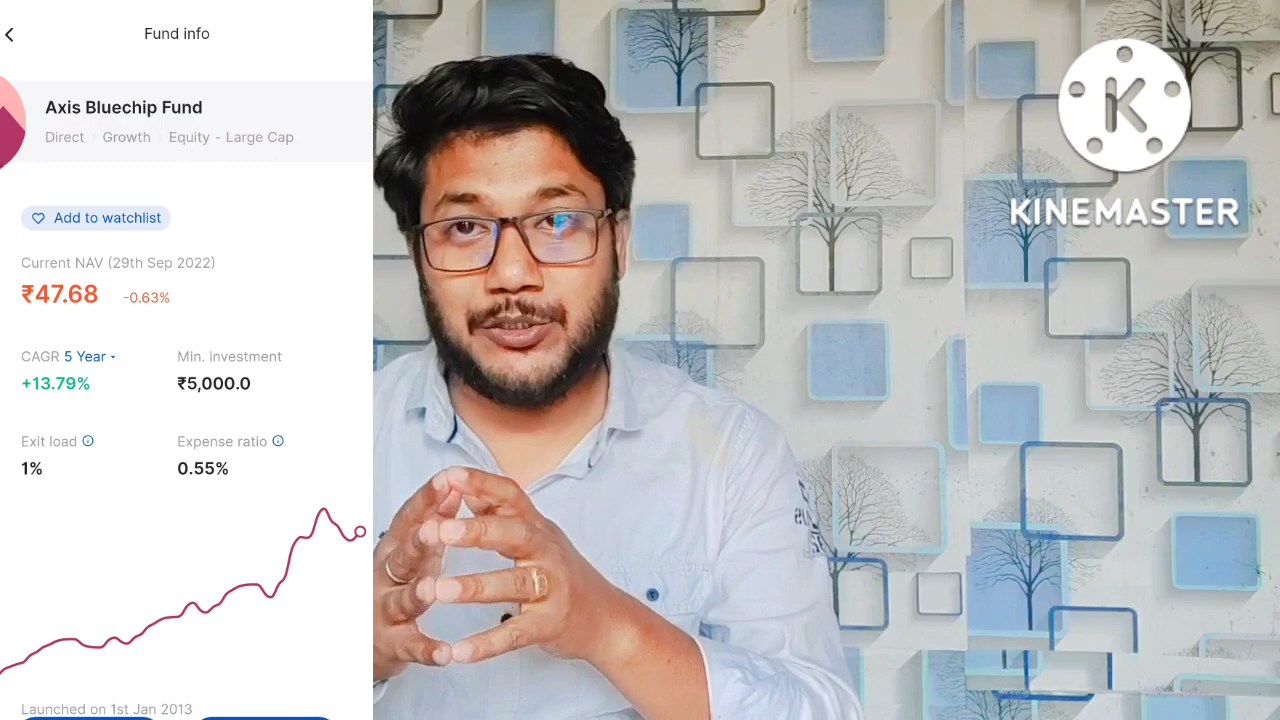 Fund info
Axis Bluechip Fund
Direct Growth Equity - Large Cap
Add to watchlist
Current NAV (29th Sep 2022)
₹47.68 -0.63%
CAGR 5 Year Min. investment
+13.79% ₹5,000.0
Exit load Expense ratio
1% 0.55%
Launched on 1st Jan 2013
K
KINEMASTER